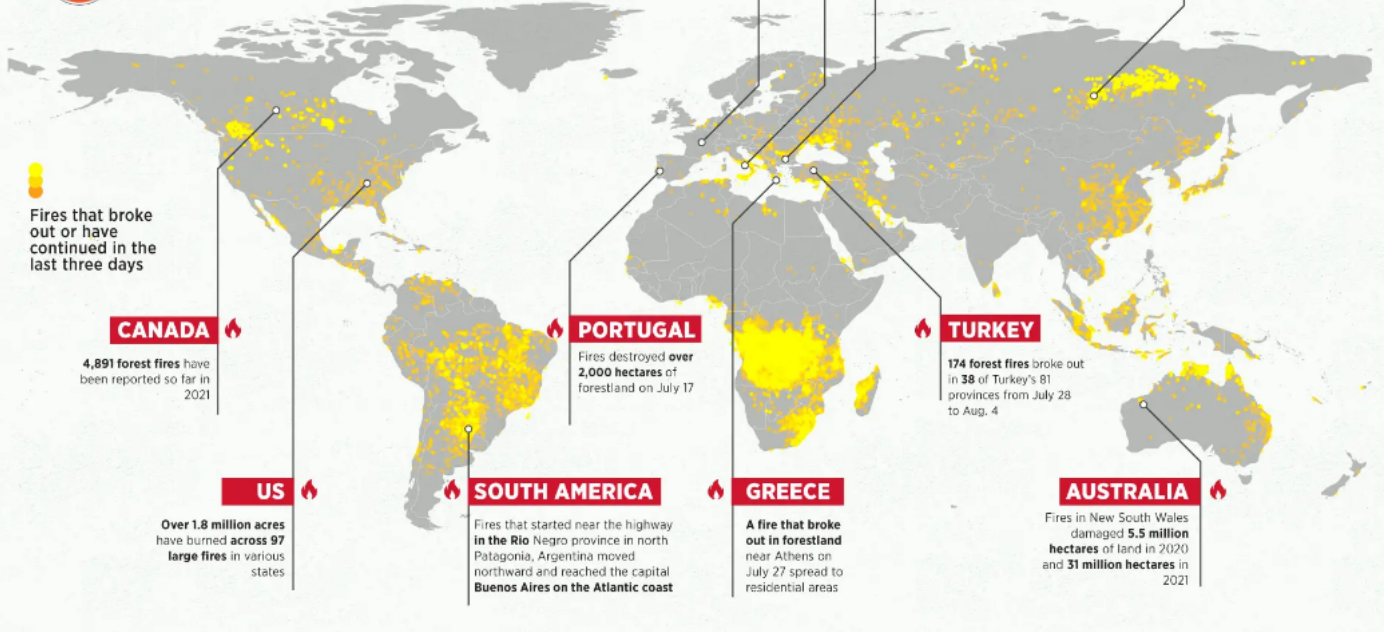 Fires that broke
out or have
continued in the
last three days
CANADA
4,891 forest fires have
been reported so far in
2021
US
Over 1.8 million acres
have burned across 97
large fires in various
states
SOUTH AMERICA
Fires that started near the highway
in the Rio Negro province in north
Patagonia, Argentina moved
northward and reached the capital
Buenos Aires on the Atlantic coast
PORTUGAL
Fires destroyed over
2,000 hectares of
forestland on July 17
GREECE
A fire that broke
out in forestland
near Athens on
July 27 spread to
residential areas
TURKEY
174 forest fires broke out
in 38 of Turkey's 81
provinces from July 28
to Aug. 4
AUSTRALIA
Fires in New South Wales
damaged 5.5 million
hectares of land in 2020
and 31 million hectares in
2021